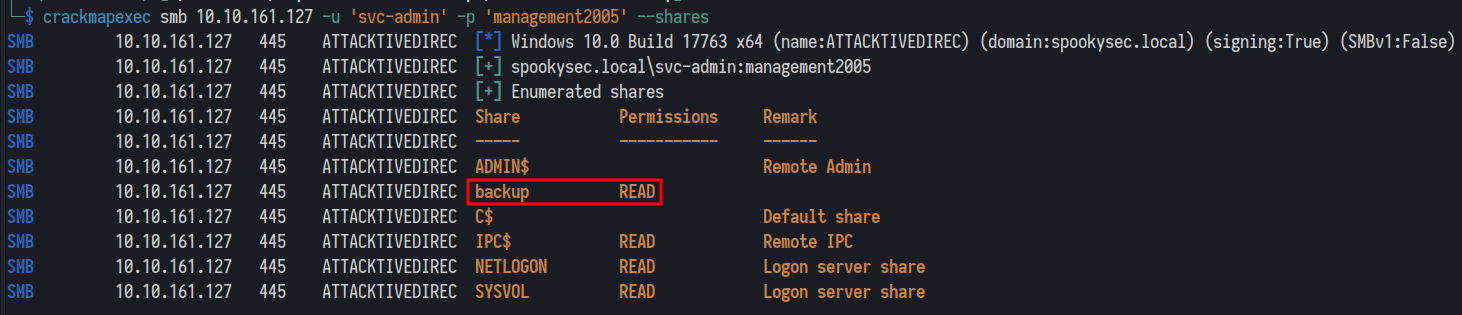 └─$ crackmapexec smb 10.10.161.127 -u 'svc-admin' -p 'management2005' --shares
SMB 10.10.161.127 445 ATTACKTIVEDIREC [*] Windows 10.0 Build 17763 x64 (name:ATTACKTIVEDIREC) (domain:spookysec.local) (signing:True) (SMBv1:False)
SMB 10.10.161.127 445 ATTACKTIVEDIREC [+] spookysec.local\svc-admin:management2005
SMB 10.10.161.127 445 ATTACKTIVEDIREC [+] Enumerated shares
SMB 10.10.161.127 445 ATTACKTIVEDIREC Share Permissions Remark
SMB 10.10.161.127 445 ATTACKTIVEDIREC ----- ----------- ------
SMB 10.10.161.127 445 ATTACKTIVEDIREC ADMIN$ Remote Admin
SMB 10.10.161.127 445 ATTACKTIVEDIREC backup READ
SMB 10.10.161.127 445 ATTACKTIVEDIREC C$ Default share
SMB 10.10.161.127 445 ATTACKTIVEDIREC IPC$ READ Remote IPC
SMB 10.10.161.127 445 ATTACKTIVEDIREC NETLOGON READ Logon server share
SMB 10.10.161.127 445 ATTACKTIVEDIREC SYSVOL READ Logon server share